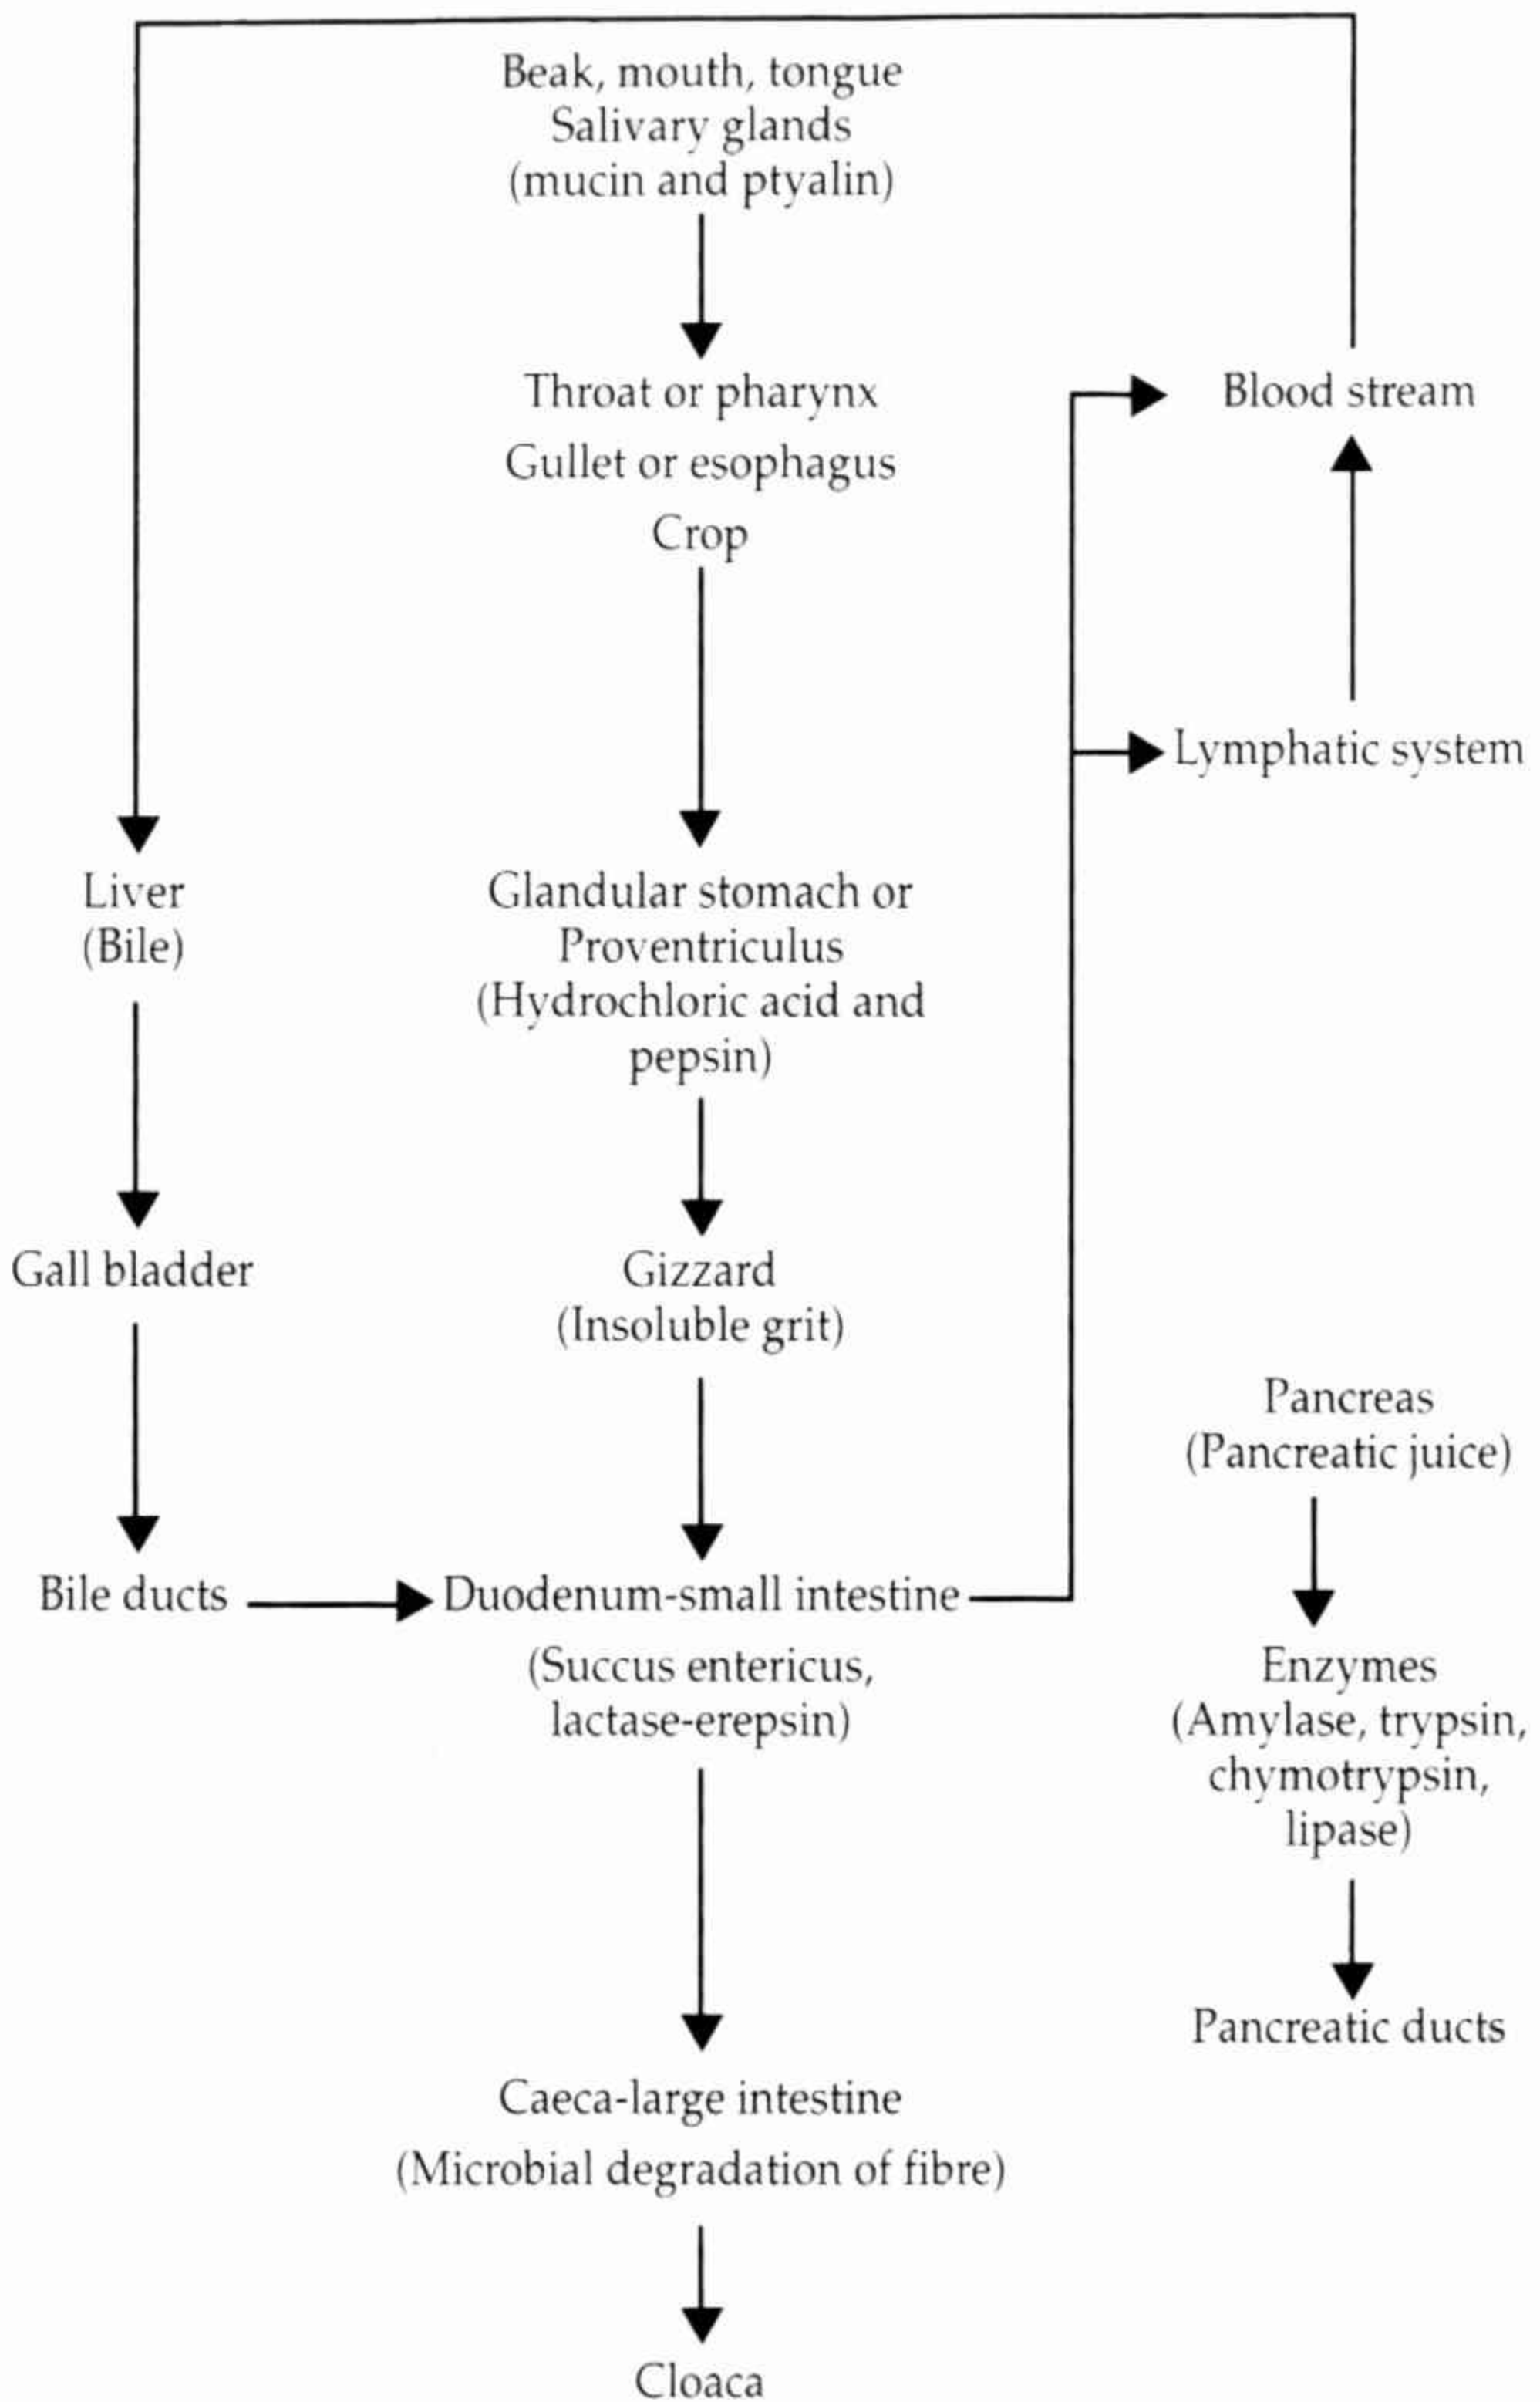 Beak, mouth, tongue
Salivary glands
(mucin and ptyalin)
Throat or pharynx
Gullet or esophagus
Crop
Blood stream
Lymphatic system
Liver
(Bile)
Glandular stomach or
Proventriculus
(Hydrochloric acid and
pepsin)
Gall bladder
Gizzard
(Insoluble grit)
Pancreas
(Pancreatic juice)
Bile ducts
Duodenum-small intestine
(Succus entericus,
lactase-erepsin)
Enzymes
(Amylase, trypsin,
chymotrypsin,
lipase)
Pancreatic ducts
Caeca-large intestine
(Microbial degradation of fibre)
Cloaca